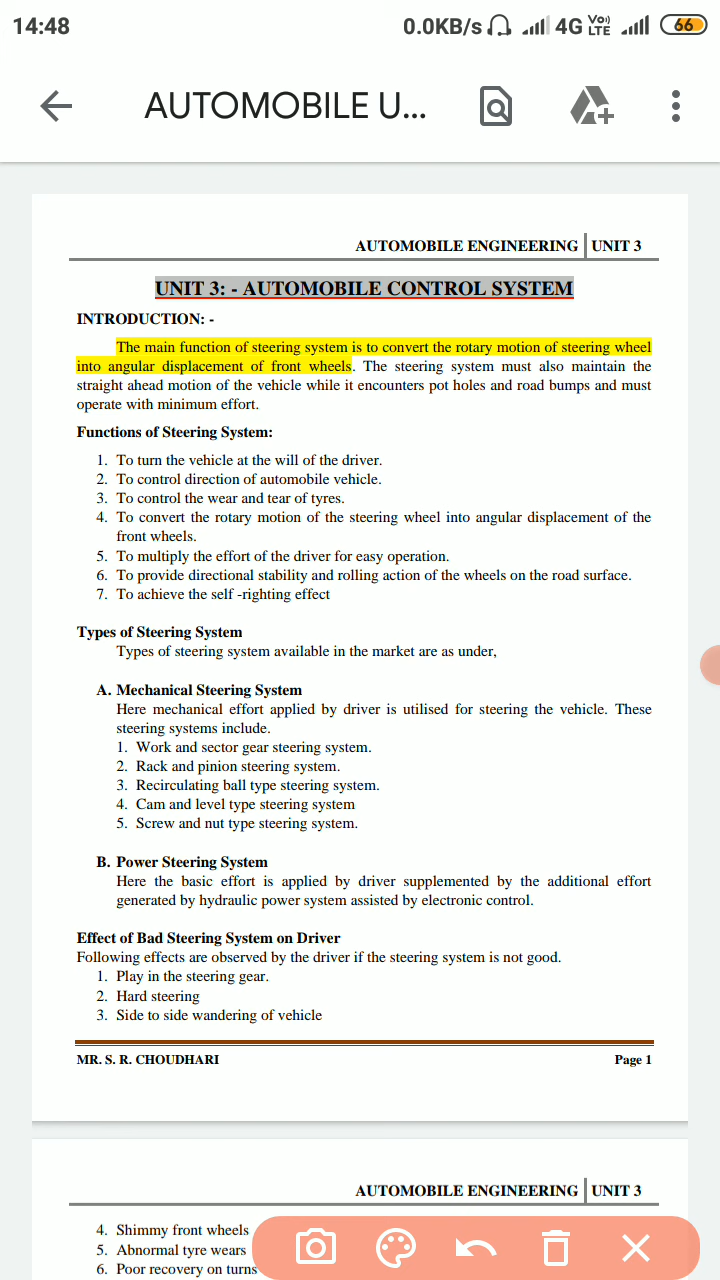 14:48 0.0KB/s 4G Vo) LTE 66
AUTOMOBILE U...
AUTOMOBILE ENGINEERING UNIT 3
UNIT 3: - AUTOMOBILE CONTROL SYSTEM
INTRODUCTION: -
The main function of steering system is to convert the rotary motion of steering wheel
into angular displacement of front wheels. The steering system must also maintain the
straight ahead motion of the vehicle while it encounters pot holes and road bumps and must
operate with minimum effort.
Functions of Steering System:
1. To turn the vehicle at the will of the driver.
2. To control direction of automobile vehicle.
3. To control the wear and tear of tyres.
4. To convert the rotary motion of the steering wheel into angular displacement of the
front wheels.
5. To multiply the effort of the driver for easy operation.
6. To provide directional stability and rolling action of the wheels on the road surface.
7. To achieve the self -righting effect
Types of Steering System
Types of steering system available in the market are as under,
A. Mechanical Steering System
Here mechanical effort applied by driver is utilised for steering the vehicle. These
steering systems include.
1. Work and sector gear steering system.
2. Rack and pinion steering system.
3. Recirculating ball type steering system.
4. Cam and level type steering system
5. Screw and nut type steering system.
B. Power Steering System
Here the basic effort is applied by driver supplemented by the additional effort
generated by hydraulic power system assisted by electronic control.
Effect of Bad Steering System on Driver
Following effects are observed by the driver if the steering system is not good.
1. Play in the steering gear.
2. Hard steering
3. Side to side wandering of vehicle
MR. S. R. CHOUDHARI Page 1
AUTOMOBILE ENGINEERING UNIT 3
4. Shimmy front wheels
5. Abnormal tyre wears
6. Poor recovery on turns